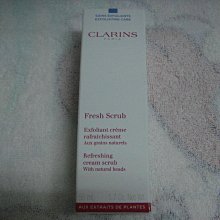 SOINS EXFOLIANTS
EXFOLIATING CARE
CLARINS
PARIS
Fresh Scrub
Exfoliant crème
rafraîchissant
Aux grains naturels
Refreshing
cream scrub
With natural beads
AUX EXTRAITS DE PLANTES